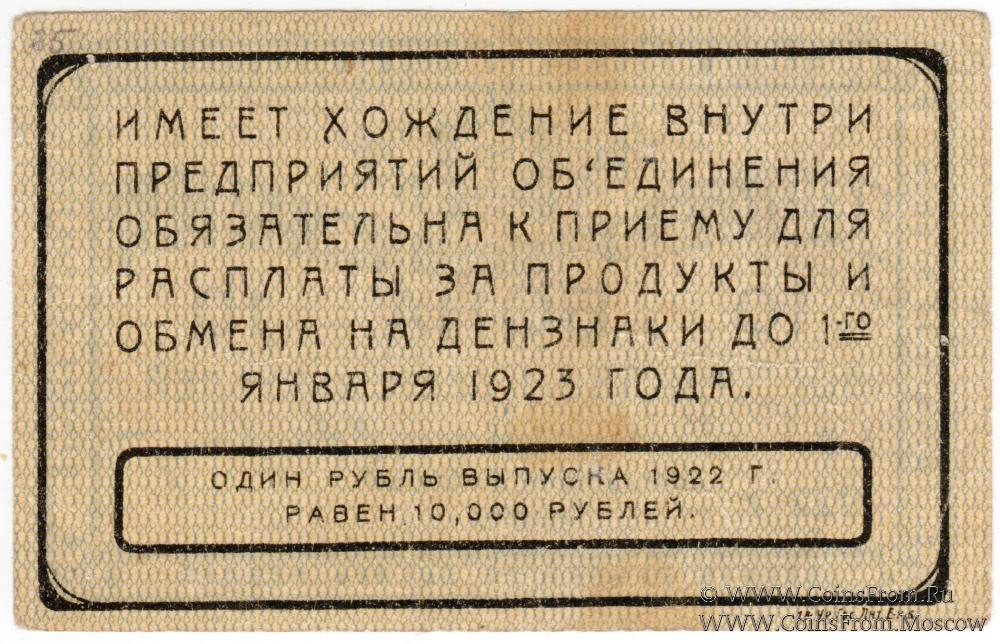 25
ИМЕЕТ ХОЖДЕНИЕ ВНУТРИ
ПРЕДПРИЯТИЙ ОБ'ЕДИНЕНИЯ
ОБЯЗАТЕЛЬНА К ПРИЕМУ ДЛЯ
РАСПЛАТЫ ЗА ПРОДУКТЫ И
ОБМЕНА НА ДЕНЗНАКИ ДО 1-го
ЯНВАРЯ 1923 ГОДА.
ОДИН РУБЛЬ ВЫПУСКА 1922 Г.
РАВЕН 10,000 РУБЛЕЙ.
© WWW.CoinsFrom.Ru
www.CoinsFrom.Moscow